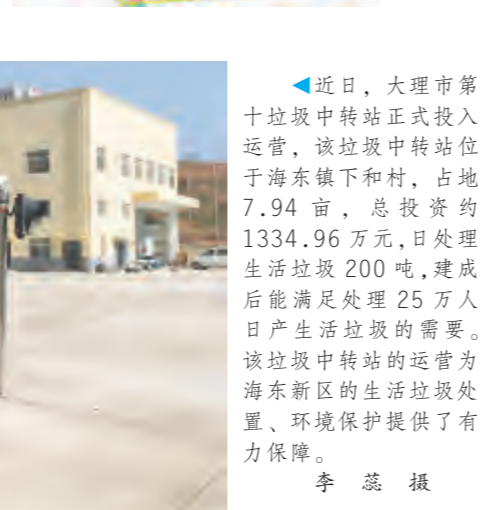 ◀近日，大理市第
十垃圾中转站正式投入
运营，该垃圾中转站位
于海东镇下和村，占地
7.94 亩，总投资约
1334.96 万元,日处理
生活垃圾 200 吨,建成
后能满足处理 25 万人
日产生活垃圾的需要。
该垃圾中转站的运营为
海东新区的生活垃圾处
置、环境保护提供了有
力保障。
李 蕊 摄